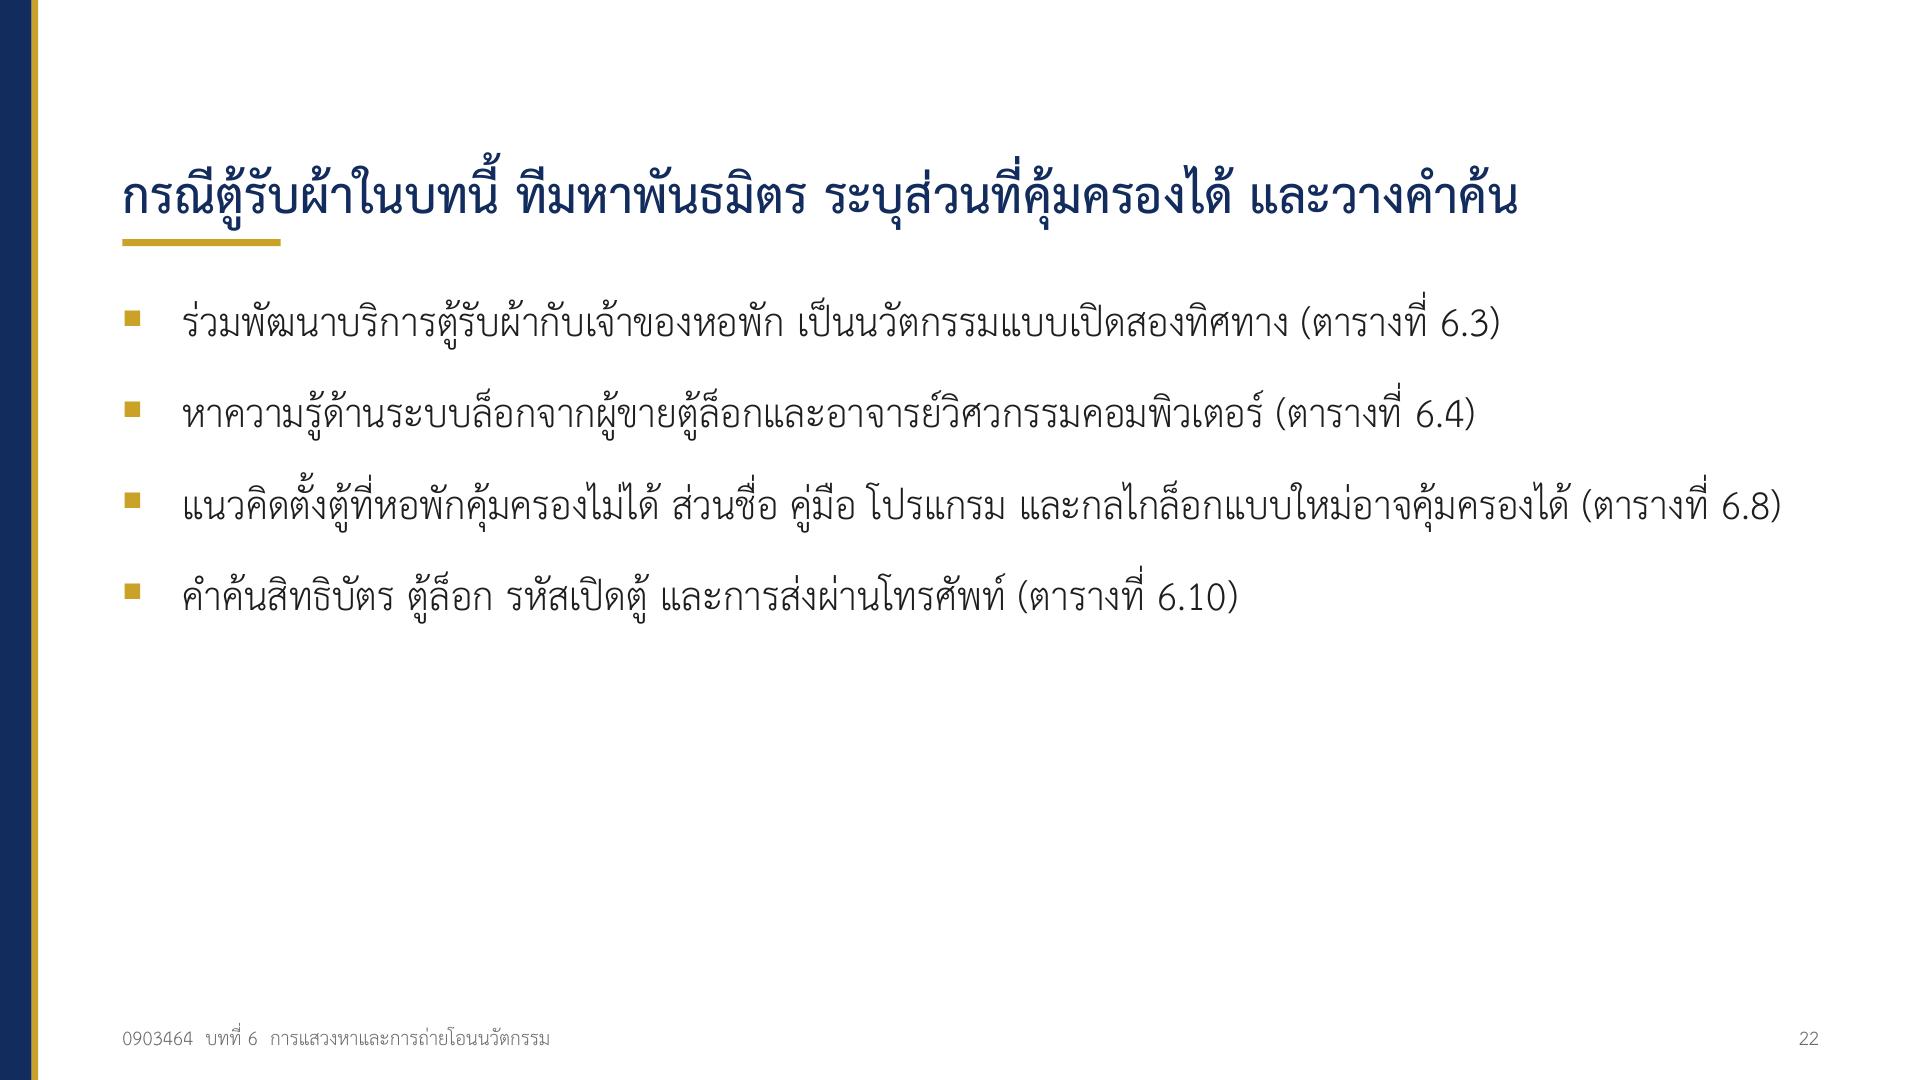 กรณีตู้รับผ้าในบทนี้ ทีมหาพันธมิตร ระบุส่วนที่คุ้มครองได้ และวางคำค้น
ร่วมพัฒนาบริการตู้รับผ้ากับเจ้าของหอพัก เป็นนวัตกรรมแบบเปิดสองทิศทาง (ตารางที่ 6.3)
หาความรู้ด้านระบบล็อกจากผู้ขายตู้ล็อกและอาจารย์วิศวกรรมคอมพิวเตอร์ (ตารางที่ 6.4)
แนวคิดตั้งตู้ที่หอพักคุ้มครองไม่ได้ ส่วนชื่อ คู่มือ โปรแกรม และกลไกล็อกแบบใหม่อาจคุ้มครองได้ (ตารางที่ 6.8)
คำค้นสิทธิบัตร ตู้ล็อก รหัสเปิดตู้ และการส่งผ่านโทรศัพท์ (ตารางที่ 6.10)
0903464 บทที่ 6 การแสวงหาและการถ่ายโอนนวัตกรรม
22